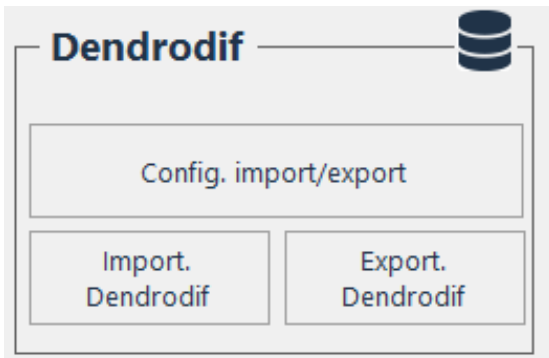 Dendrodif
Config. import/export
Import.
Dendrodif
Export.
Dendrodif